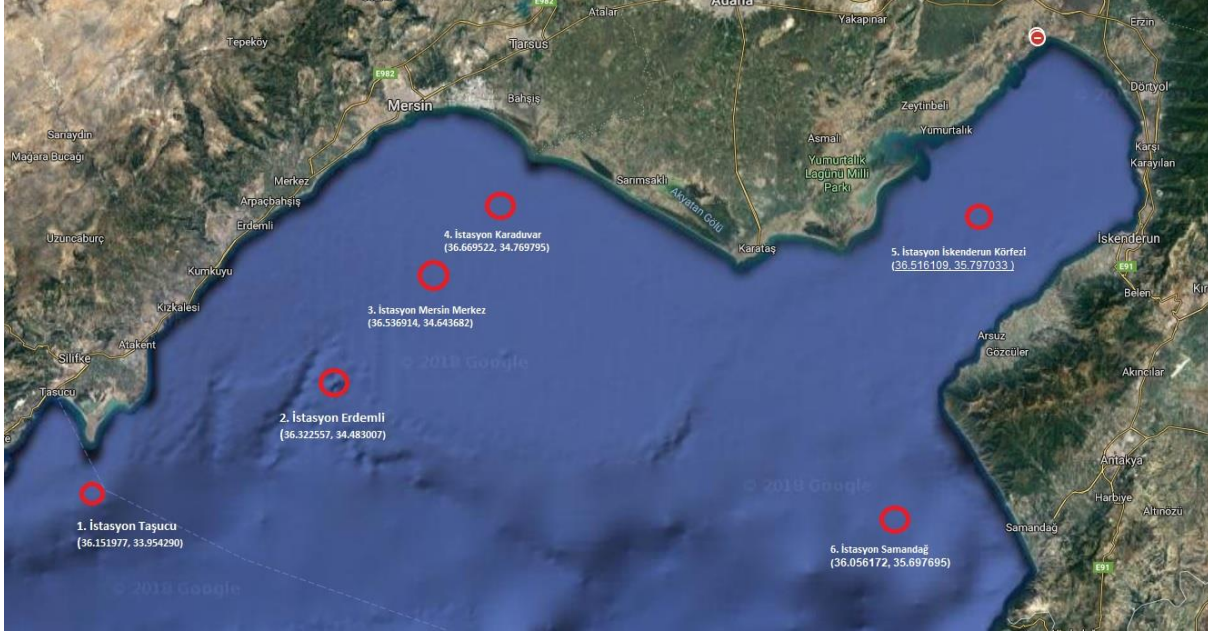 E982
Adana
Atalar
Yakapınar
Erzin
Tepeköy
Tarsus
E982
Dörtyol
Mersin
Bahşiş
Zeytinbeli
Yumurtalık
Asmalı
Karşı
Karayılan
Mağara Bucağı
Merkez
Sarımsaklı
Akyatan Gölü
Yumurtalık
Lagünü Milli
Parkı
Arpaçbahşiş
Erdemli
4. İstasyon Karaduvar
(36.669522, 34.769795)
Karataş
5. İstasyon İskenderun Körfezi
(36.516109, 35.797033 )
İskenderun
Uzuncaburç
Kumkuyu
E91
Belen
Kızkalesi
3. İstasyon Mersin Merkez
(36.536914, 34.643682)
Arsuz
Gözcüler
Silifke
Atakent
© 2018 Google
Akıncılar
Taşucu
2. İstasyon Erdemli
(36.322557, 34.483007)
Antakya
© 2018 Google
Harbiye
Altınözü
1. İstasyon Taşucu
(36.151977, 33.954290)
Samandağ
6. İstasyon Samandağ
(36.056172, 35.697695)
E91
© 2018 Google